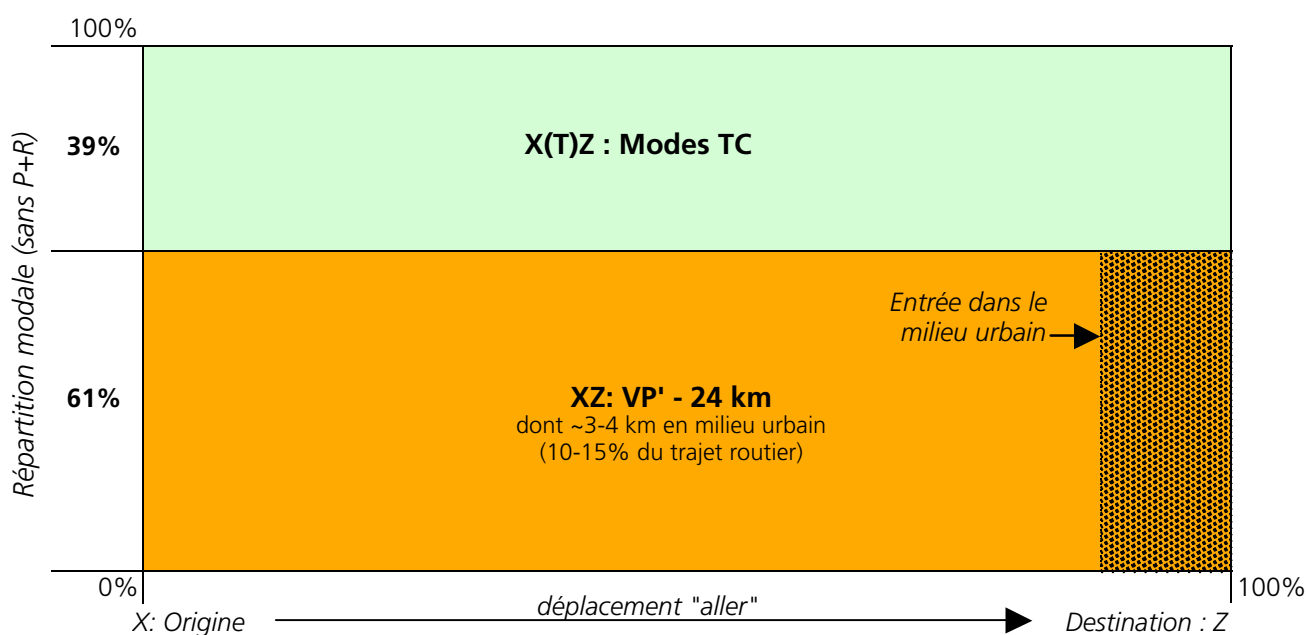 100%
Répartition modale (sans P+R)
39%
X(T)Z : Modes TC
Entrée dans le
milieu urbain
61%
XZ: VP' - 24 km
dont ~3-4 km en milieu urbain
(10-15% du trajet routier)
0%
100%
X: Origine
déplacement "aller"
Destination : Z